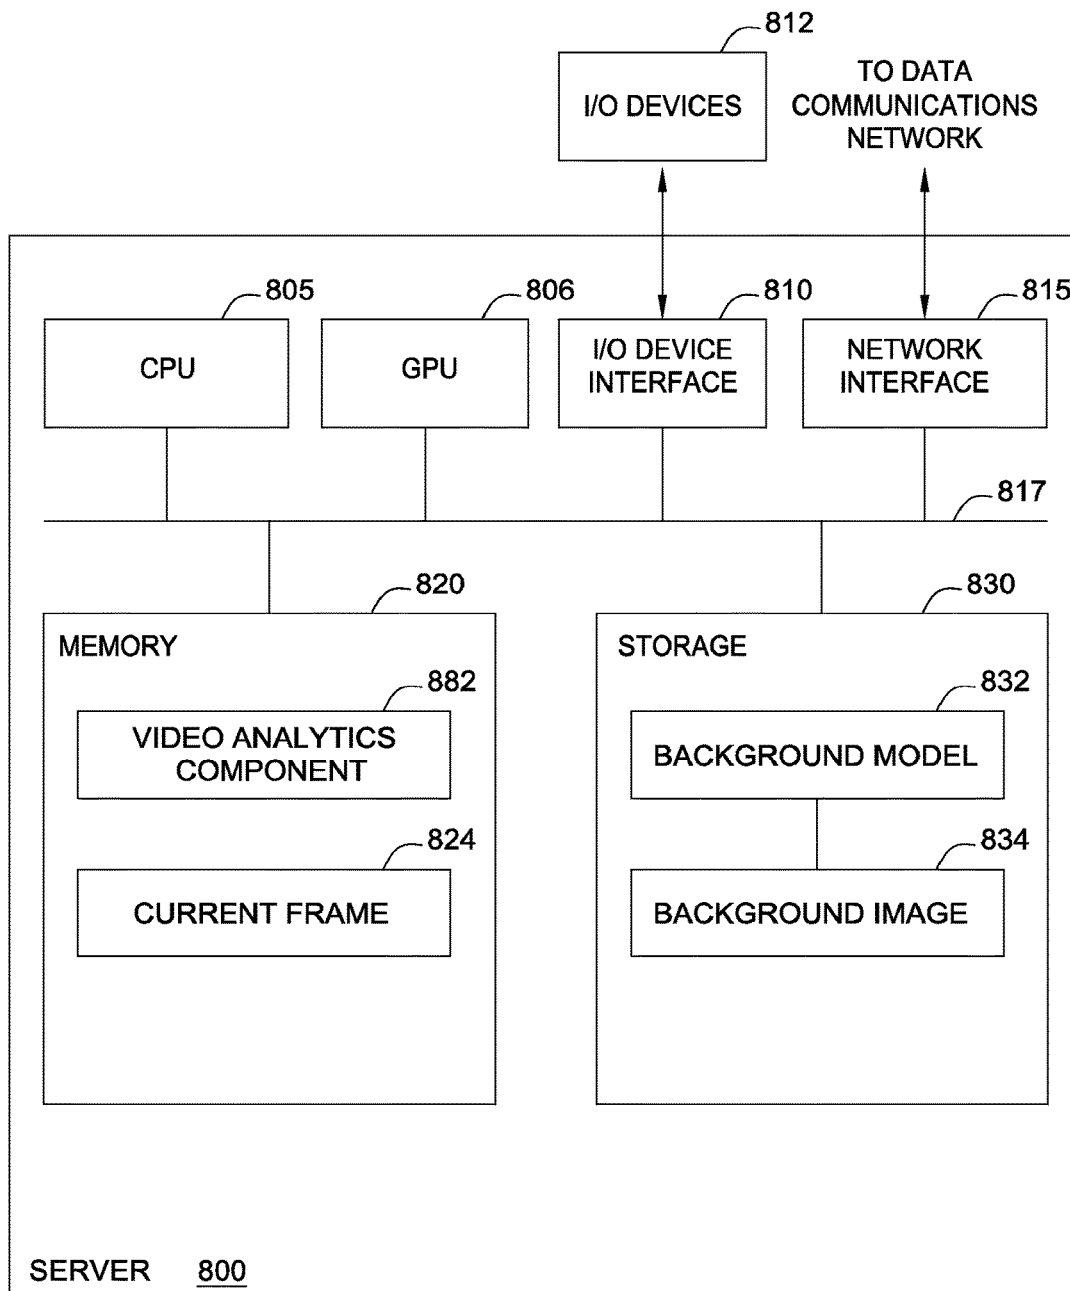 812
I/O DEVICES
TO DATA
COMMUNICATIONS
NETWORK
805
806
810
815
CPU
GPU
I/O DEVICE
INTERFACE
NETWORK
INTERFACE
817
820
830
MEMORY
STORAGE
882
VIDEO ANALYTICS
COMPONENT
832
BACKGROUND MODEL
824
CURRENT FRAME
834
BACKGROUND IMAGE
SERVER 800